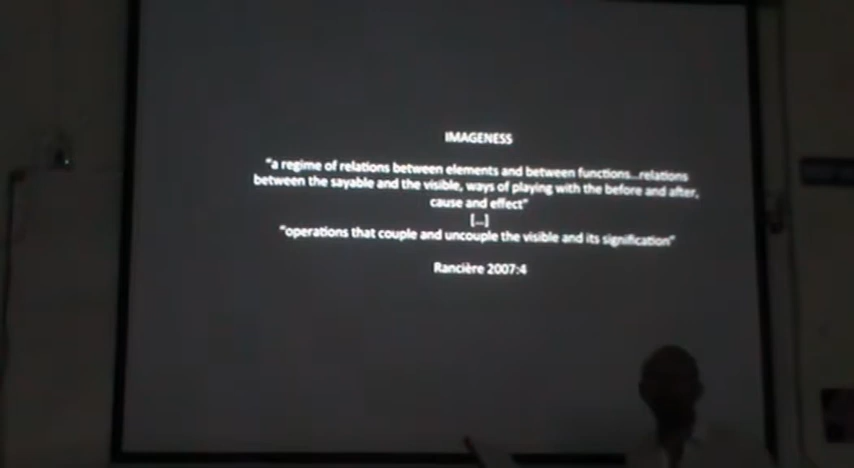 IMAGENESS
"a regime of relations between elements and between functions...relations
between the sayable and the visible, ways of playing with the before and after,
cause and effect"
[...]
"operations that couple and uncouple the visible and its signification"
Rancière 2007:4